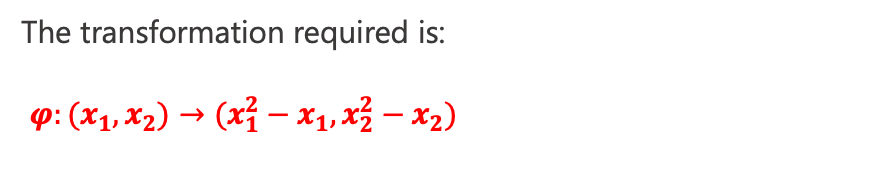 The transformation required is:
φ: (x₁, x₂) → (x₁² − x₁, x₂² − x₂)